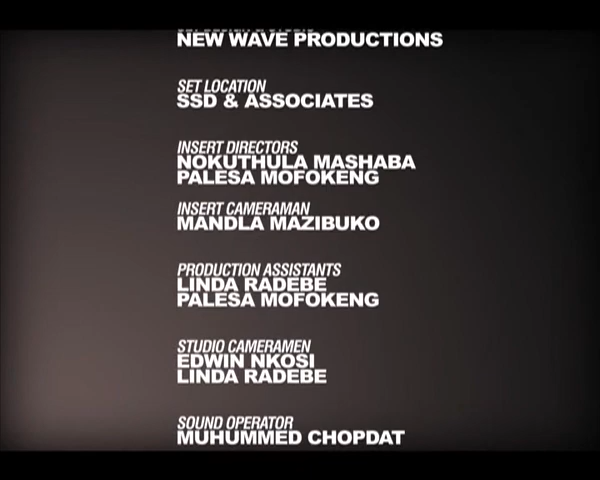 NEW WAVE PRODUCTIONS
SET LOCATION
SSD & ASSOCIATES
INSERT DIRECTORS
NOKUTHULA MASHABA
PALESA MOFOKENG
INSERT CAMERAMAN
MANDLA MAZIBUKO
PRODUCTION ASSISTANTS
LINDA RADEBE
PALESA MOFOKENG
STUDIO CAMERAMEN
EDWIN NKOSI
LINDA RADEBE
SOUND OPERATOR
MUHUMMED CHOPDAT